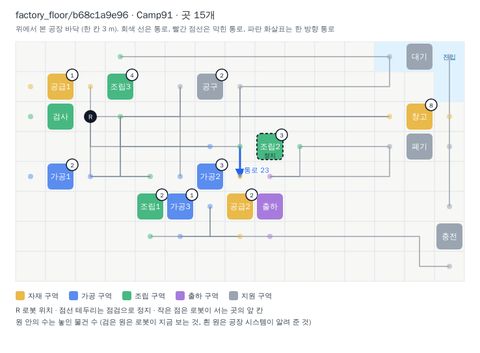 factory_floor/b68c1a9e96 · Camp91 · 곳 15개
위에서 본 공장 바닥 (한 칸 3 m). 회색 선은 통로, 빨간 점선은 막힌 통로, 파란 화살표는 한 방향 통로
대기
공급1 1
조립3 4
공구 2
검사
R
창고 8
조립2 3
폐기
통로 23
가공1 2
가공2 3
조립1 2
가공3 1
공급2 2
출하
충전
자재 구역
가공 구역
조립 구역
출하 구역
지원 구역
R 로봇 위치 · 점선 테두리는 점검으로 정지 · 작은 점은 로봇이 서는 곳의 앞 칸
원 안의 수는 놓인 물건 수 (검은 원은 로봇이 지금 보는 것, 흰 원은 공장 시스템이 알려 준 것)